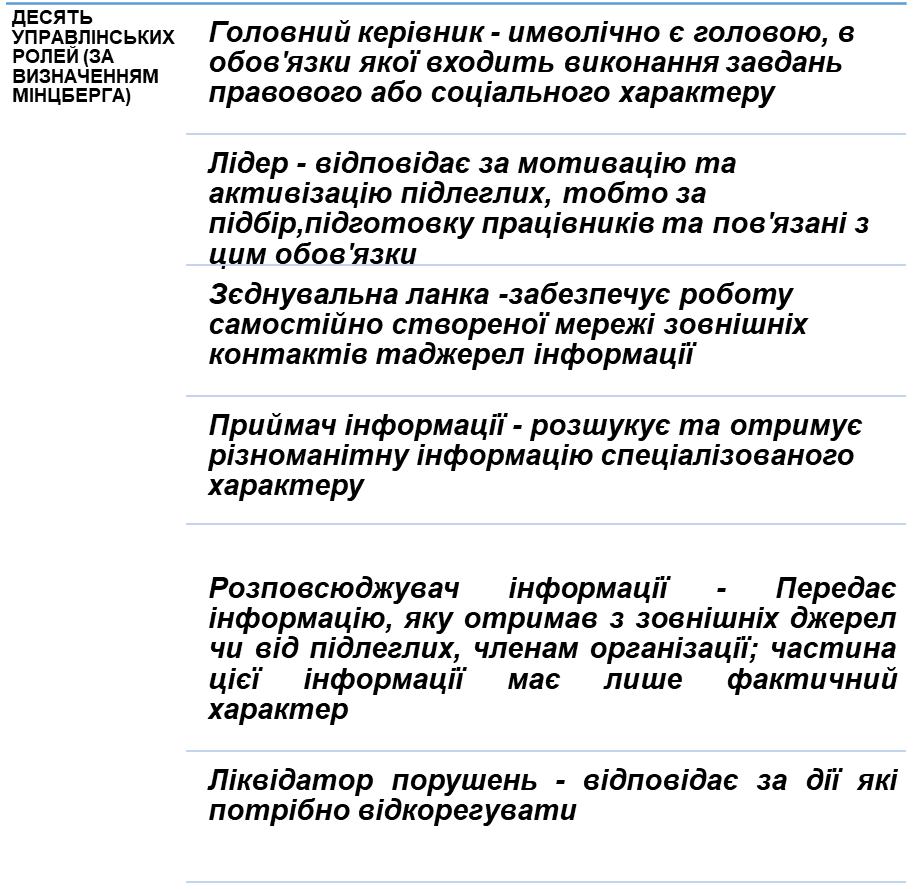 ДЕСЯТЬ
УПРАВЛІНСЬКИХ
РОЛЕЙ (ЗА
ВИЗНАЧЕННЯМ
МІНЦБЕРГА)
Головний керівник - имволічно є головою, в
обов'язки якої входить виконання завдань
правового або соціального характеру
Лідер - відповідає за мотивацію та
активізацію підлеглих, тобто за
підбір,підготовку працівників та пов'язані з
цим обов'язки
Зєднувальна ланка -забезпечує роботу
самостійно створеної мережі зовнішніх
контактів таджерел інформації
Приймач інформації - розшукує та отримує
різноманітну інформацію спеціалізованого
характеру
Розповсюджувач інформації - Передає
інформацію, яку отримав з зовнішніх джерел
чи від підлеглих, членам організації; частина
цієї інформації має лише фактичний
характер
Ліквідатор порушень - відповідає за дії які
потрібно відкорегувати